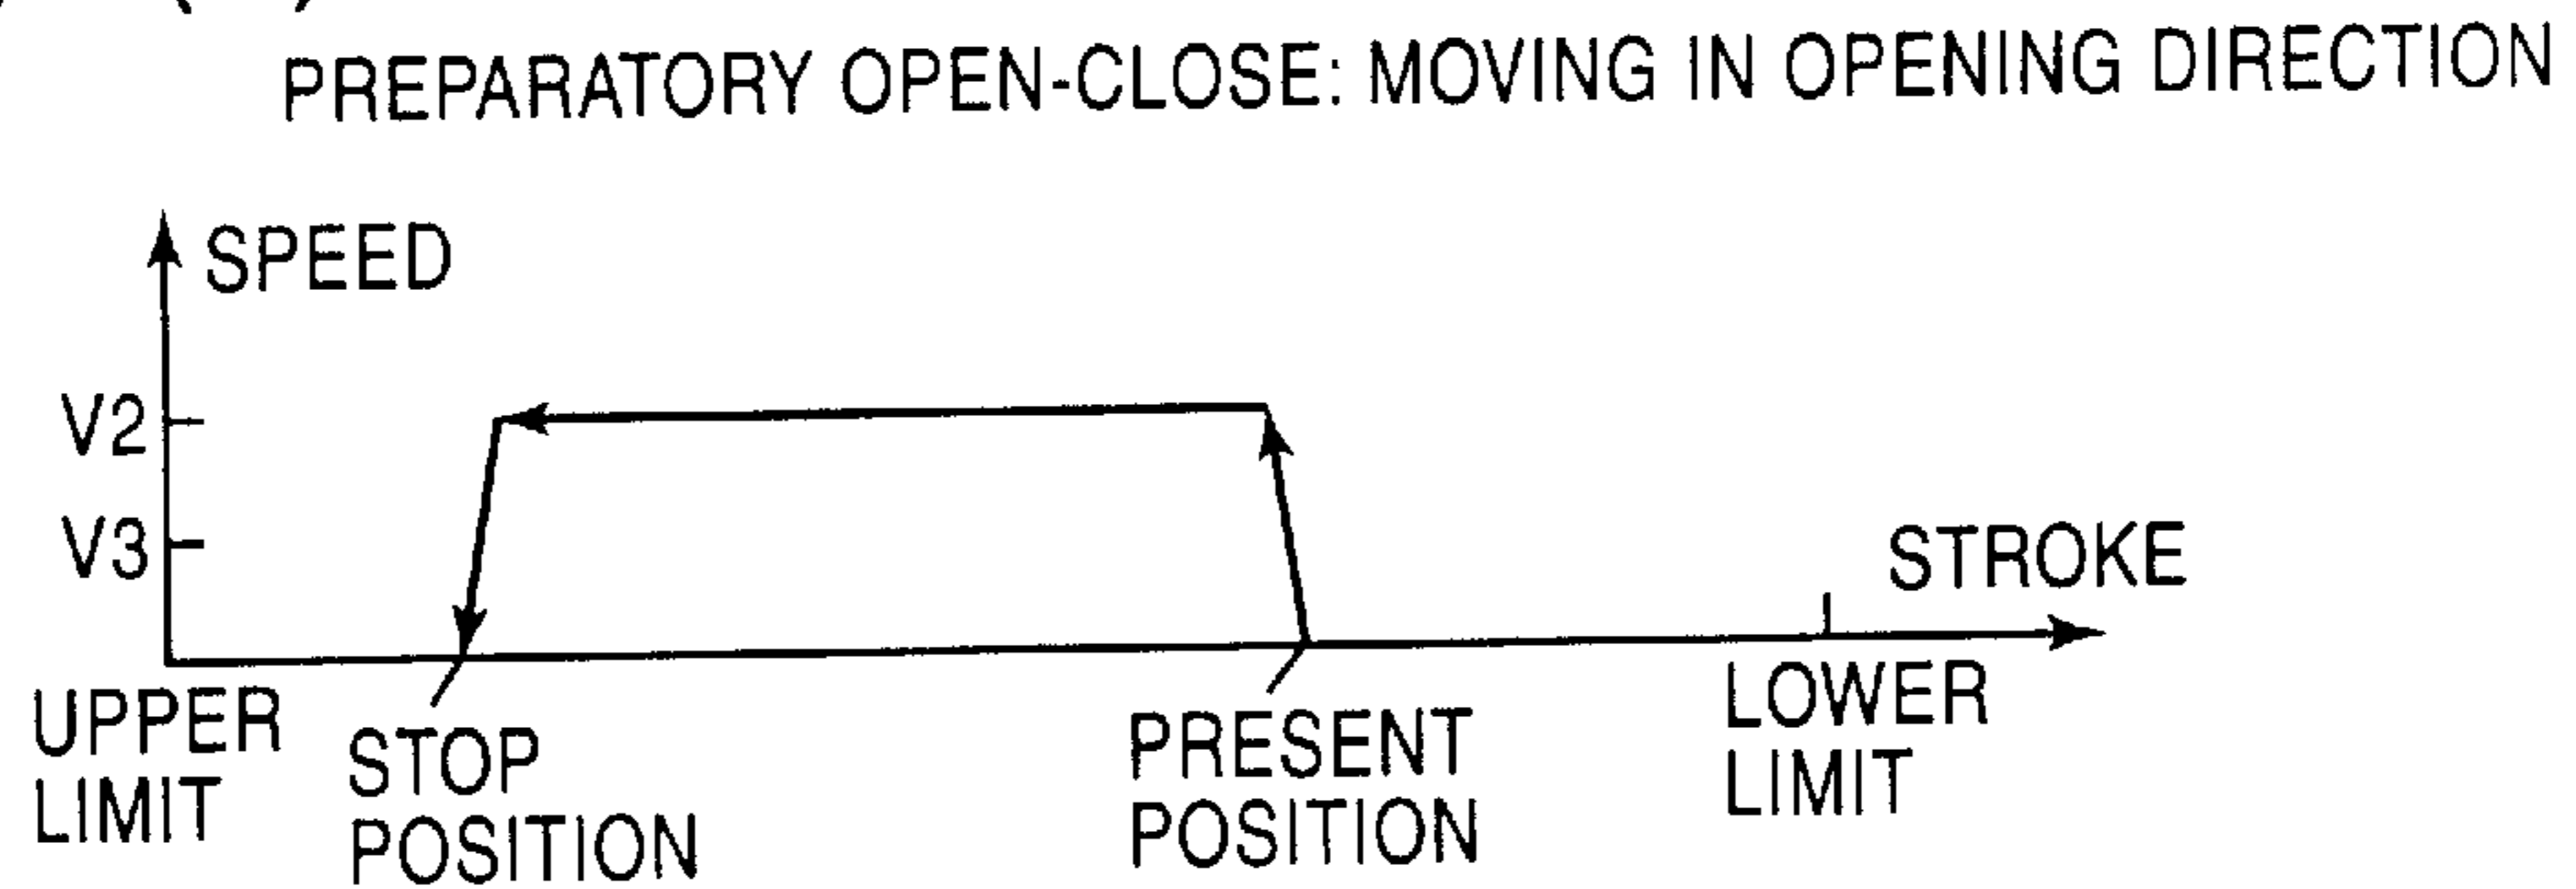 PREPARATORY OPEN-CLOSE: MOVING IN OPENING DIRECTION
SPEED
V2
V3
STROKE
UPPER
LIMIT
STOP
POSITION
PRESENT
POSITION
LOWER
LIMIT